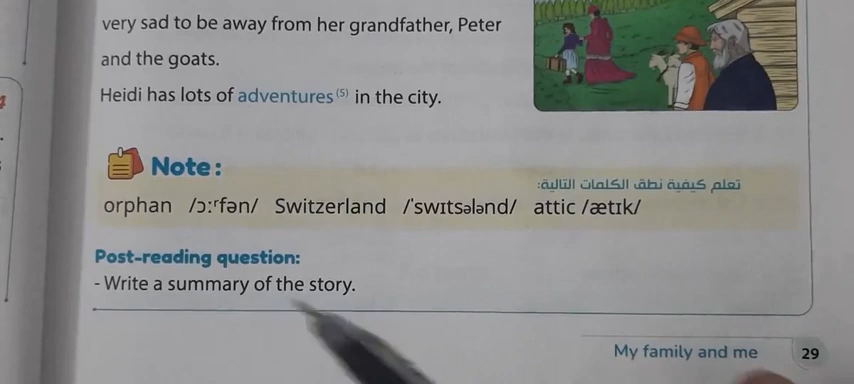 very sad to be away from her grandfather, Peter
and the goats.
Heidi has lots of adventures(5) in the city.
Note:
تعلم كيفية نطق الكلمات التالية:
orphan /ɔːʳfən/ Switzerland /ˈswɪtsələnd/ attic /ætɪk/
Post-reading question:
- Write a summary of the story.
My family and me 29